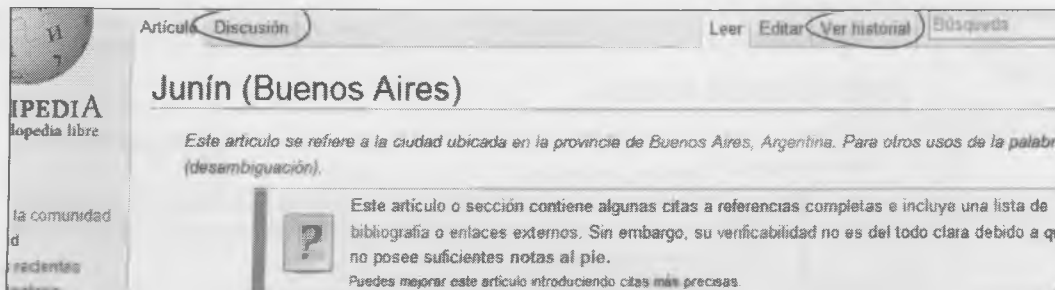 Artículo Discusión Leer Editar Ver historial Búsqueda
Junín (Buenos Aires)
IPEDIA
lopedia libre
Este artículo se refiere a la ciudad ubicada en la provincia de Buenos Aires, Argentina. Para otros usos de la palabr
(desambiguación).
Este artículo o sección contiene algunas citas a referencias completas e incluye una lista de
bibliografía o enlaces externos. Sin embargo, su verificabilidad no es del todo clara debido a qu
no posee suficientes notas al pie.
Puedes mejorar este artículo introduciendo citas más precisas.
la comunidad
d
recientes